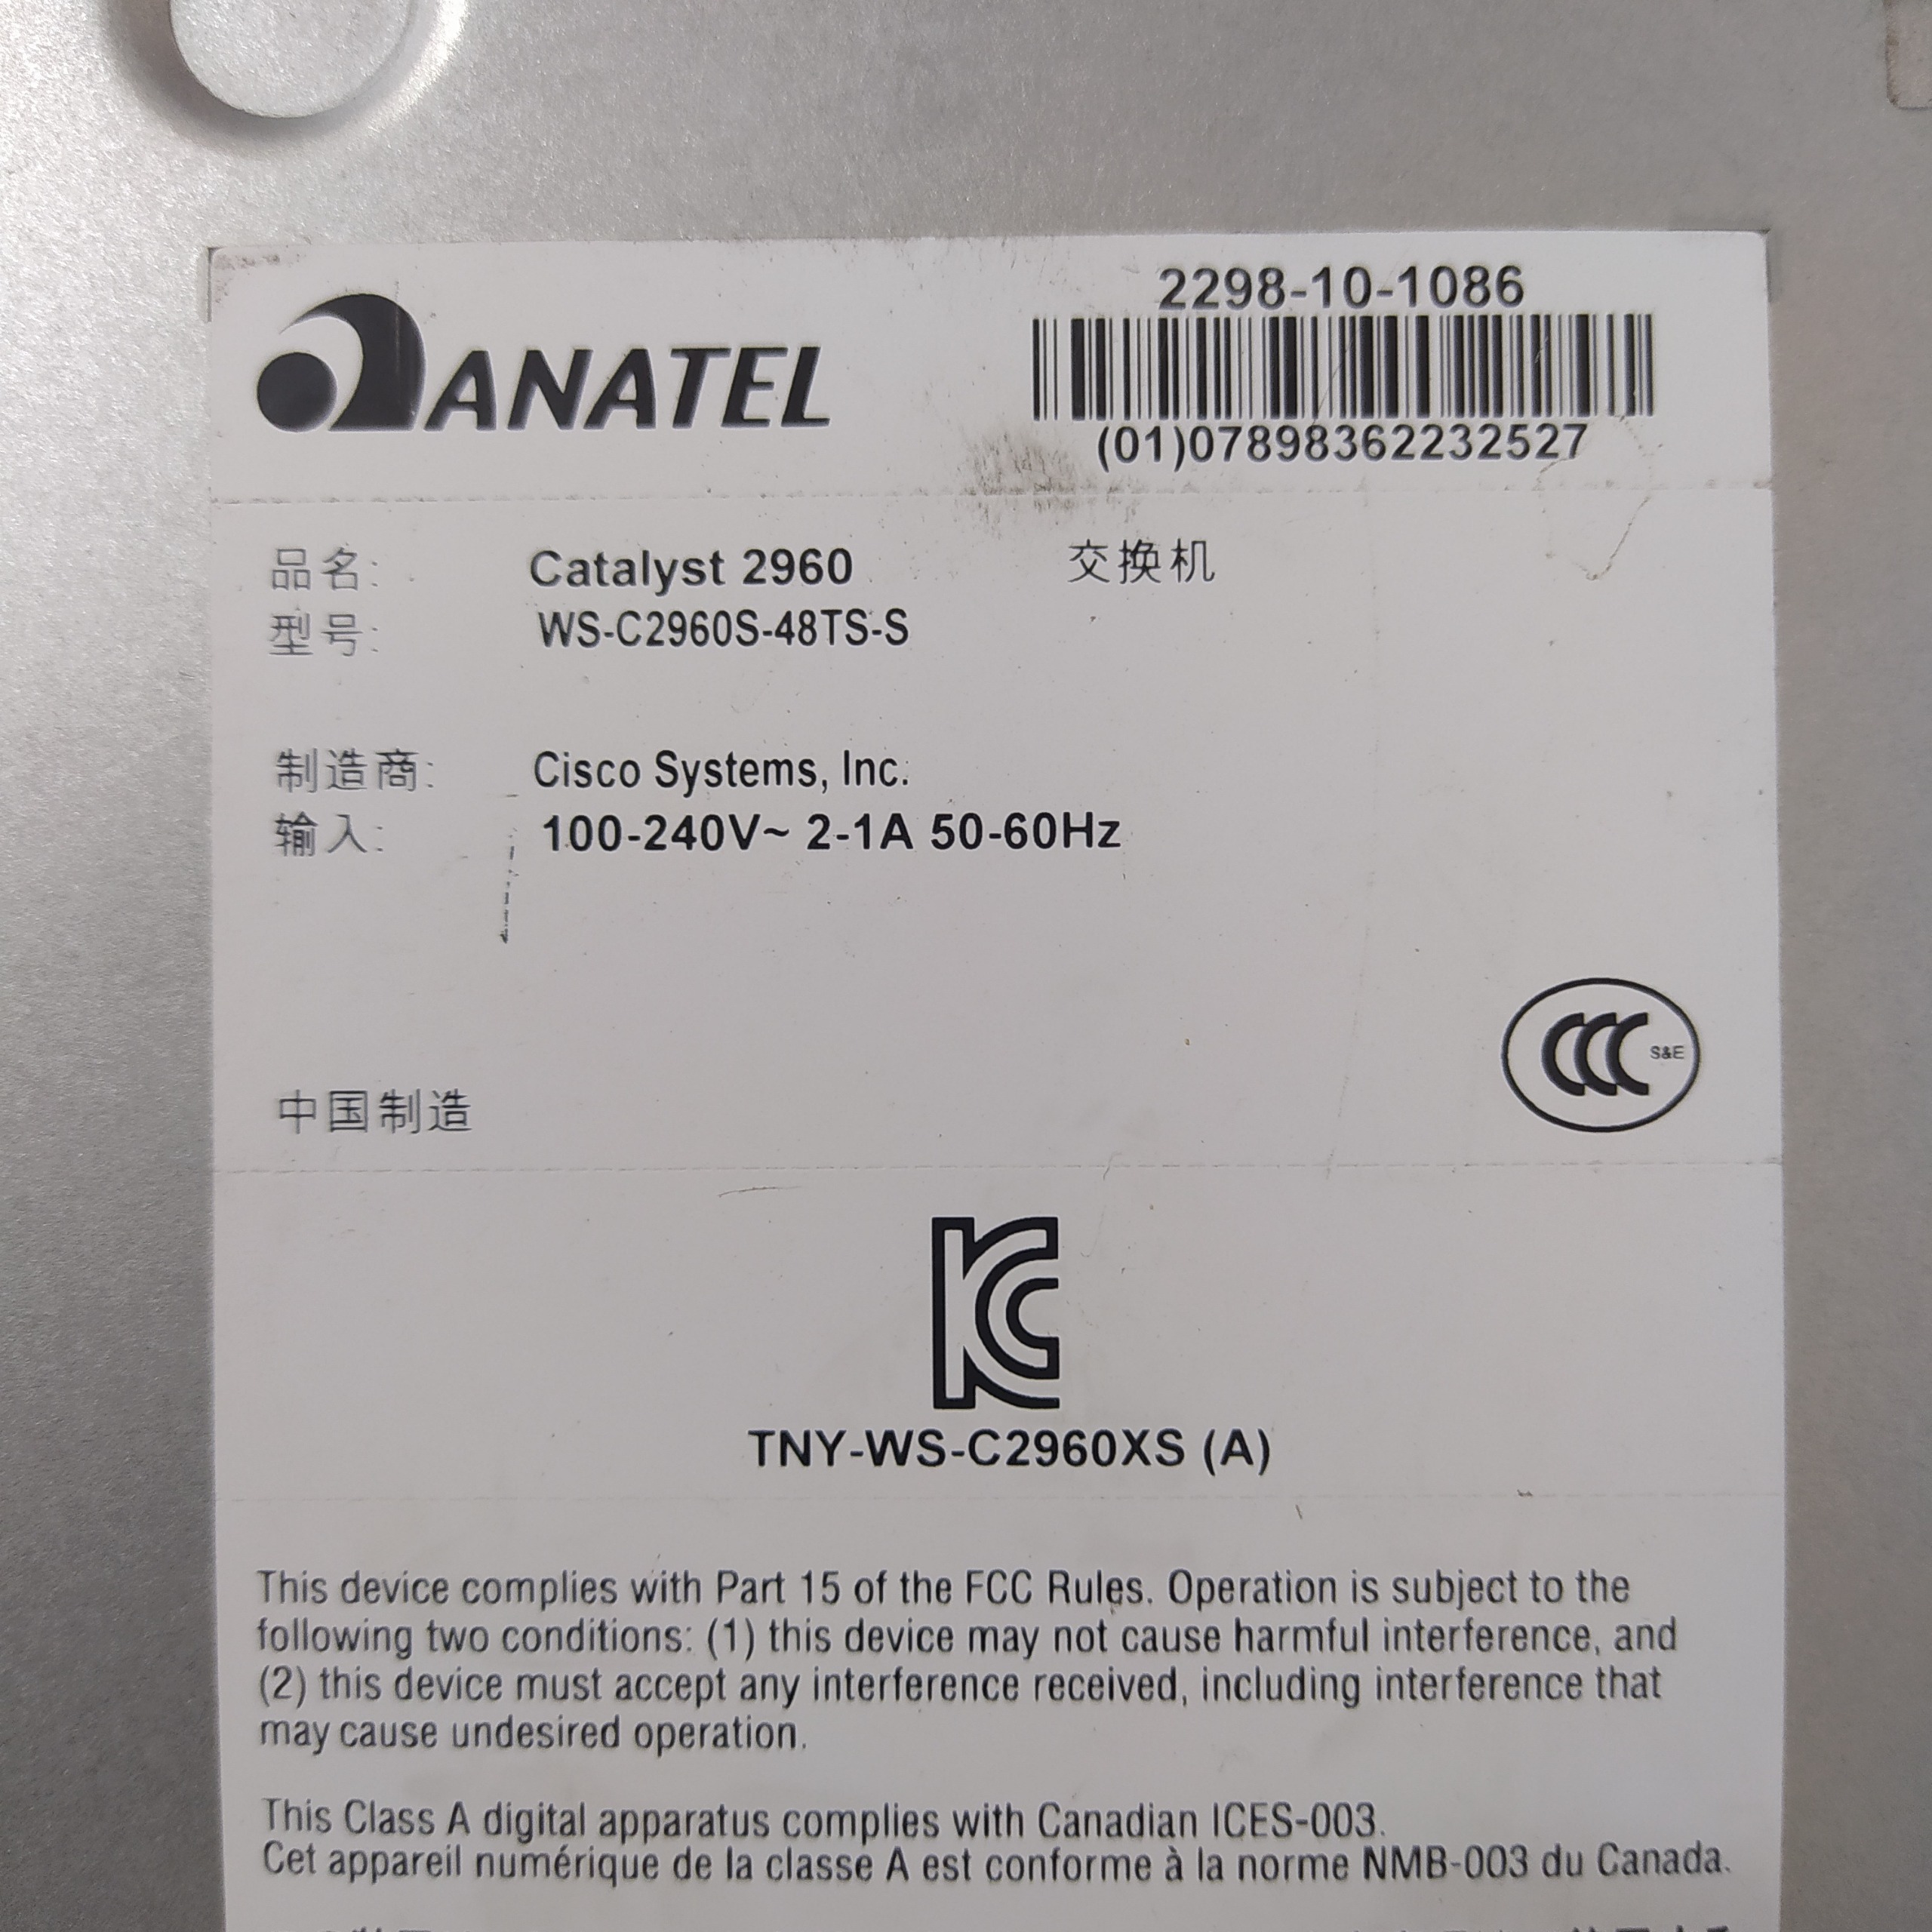 ANATEL
2298-10-1086
(01)07898362232527
品名: Catalyst 2960 交换机
型号: WS-C2960S-48TS-S
制造商: Cisco Systems, Inc.
输入: 100-240V~ 2-1A 50-60Hz
CCC S&E
中国制造
KC
TNY-WS-C2960XS (A)
This device complies with Part 15 of the FCC Rules. Operation is subject to the
following two conditions: (1) this device may not cause harmful interference, and
(2) this device must accept any interference received, including interference that
may cause undesired operation.
This Class A digital apparatus complies with Canadian ICES-003.
Cet appareil numérique de la classe A est conforme à la norme NMB-003 du Canada.